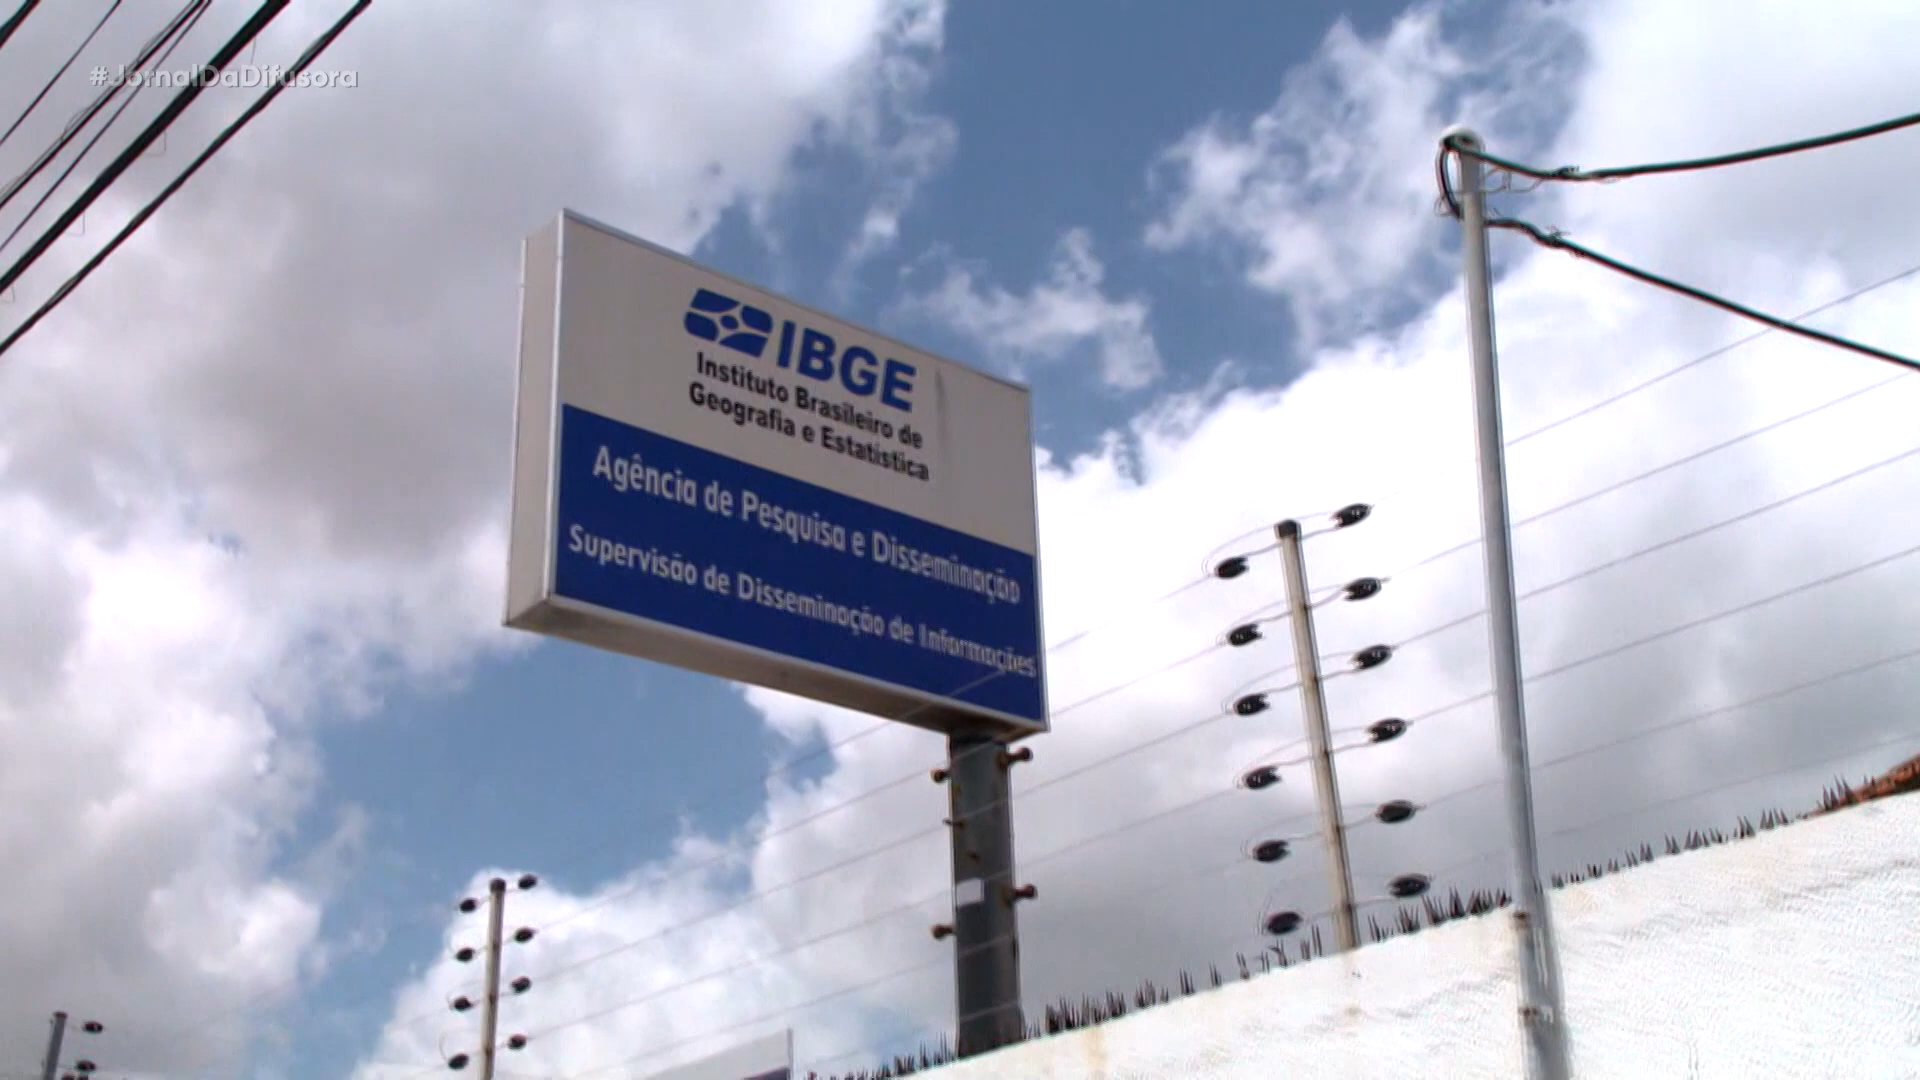 #JornalDaDifusora
IBGE
Instituto Brasileiro de
Geografia e Estatística
Agência de Pesquisa e Disseminação
Supervisão de Disseminação de Informações